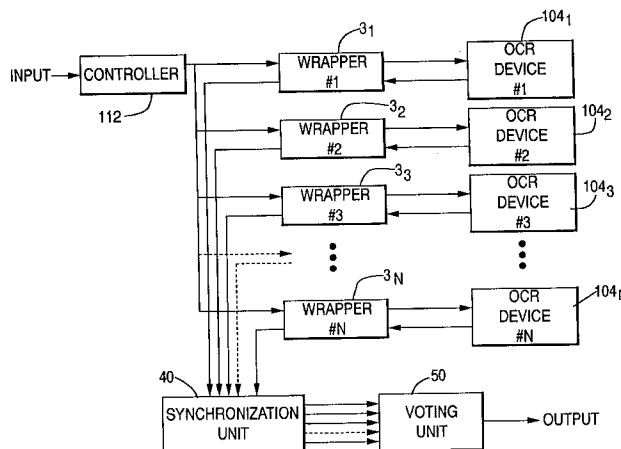 INPUT
CONTROLLER
112
3₁
WRAPPER
#1
104₁
OCR
DEVICE
#1
3₂
WRAPPER
#2
104₂
OCR
DEVICE
#2
3₃
WRAPPER
#3
104₃
OCR
DEVICE
#3
3N
WRAPPER
#N
OCR
DEVICE
#N
40
SYNCHRONIZATION
UNIT
50
VOTING
UNIT
OUTPUT